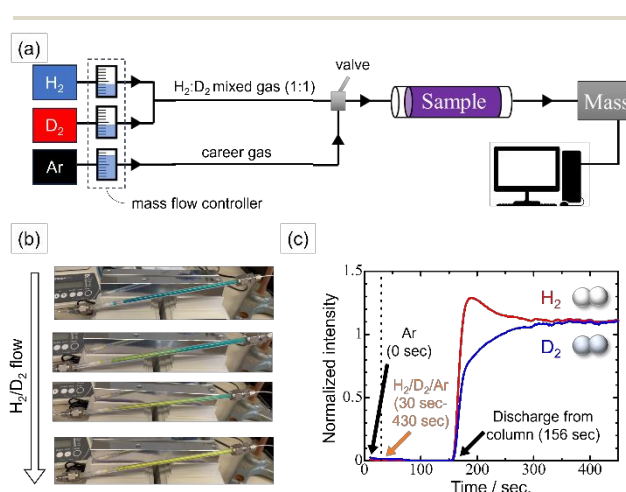 (a)
valve
H₂
H₂:D₂ mixed gas (1:1)
Sample
Mass
D₂
Ar
career gas
mass flow controller
(b)
H₂/D₂ flow
(c)
Normalized intensity
1.5
1
0.5
0
H₂
D₂
Ar
(0 sec)
H₂/D₂/Ar
(30 sec-
430 sec)
Discharge from
column (156 sec)
0
100
200
300
400
Time / sec.